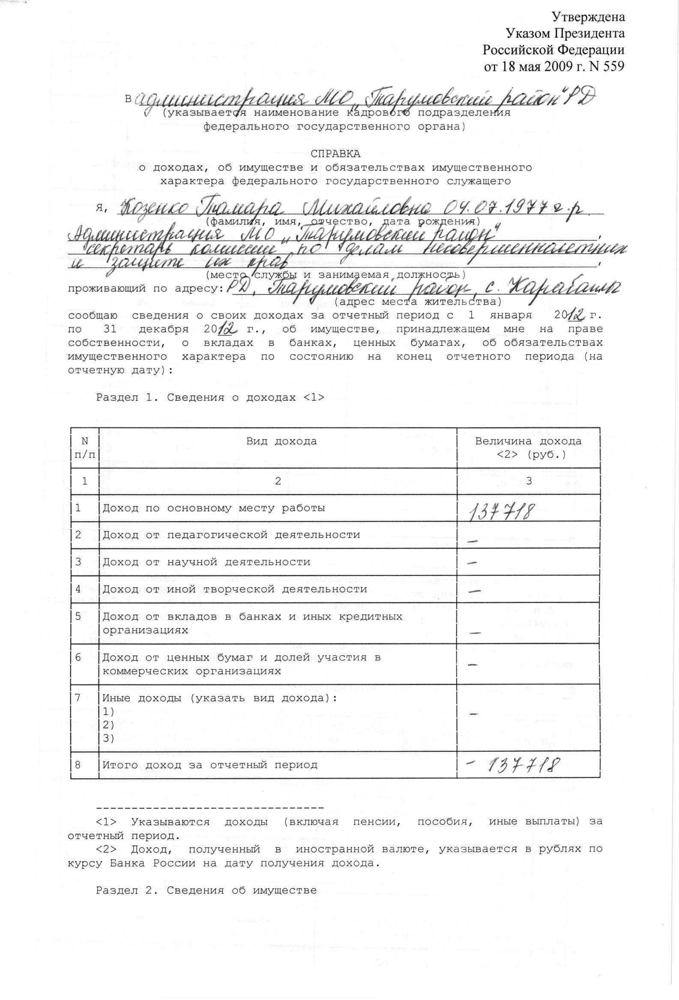 Утверждена
Указом Президента
Российской Федерации
от 18 мая 2009 г. N 559
в администрация МО „Тарумовский район" РД
(указывается наименование кадрового подразделения
федерального государственного органа)
СПРАВКА
о доходах, об имуществе и обязательствах имущественного
характера федерального государственного служащего
Я, Козенко Тамара Михайловна 04.07.1977 г.р.
(фамилия, имя, отчество, дата рождения)
Администрация МО „Тарумовский район",
секретарь комиссии по делам несовершеннолетних
и защите их прав,
(место службы и занимаемая должность)
проживающий по адресу: РД, Тарумовский район, с. Карабаглы
(адрес места жительства)
сообщаю сведения о своих доходах за отчетный период с 1 января 2012 г.
по 31 декабря 2012 г., об имуществе, принадлежащем мне на праве
собственности, о вкладах в банках, ценных бумагах, об обязательствах
имущественного характера по состоянию на конец отчетного периода (на
отчетную дату):
Раздел 1. Сведения о доходах <1>
N Вид дохода Величина дохода
п/п <2> (руб.)
1 2 3
1 Доход по основному месту работы 137718
2 Доход от педагогической деятельности –
3 Доход от научной деятельности –
4 Доход от иной творческой деятельности –
5 Доход от вкладов в банках и иных кредитных
организациях –
6 Доход от ценных бумаг и долей участия в
коммерческих организациях –
7 Иные доходы (указать вид дохода):
1) –
2)
3)
8 Итого доход за отчетный период – 137718
--------------------------------
<1> Указываются доходы (включая пенсии, пособия, иные выплаты) за
отчетный период.
<2> Доход, полученный в иностранной валюте, указывается в рублях по
курсу Банка России на дату получения дохода.
Раздел 2. Сведения об имуществе